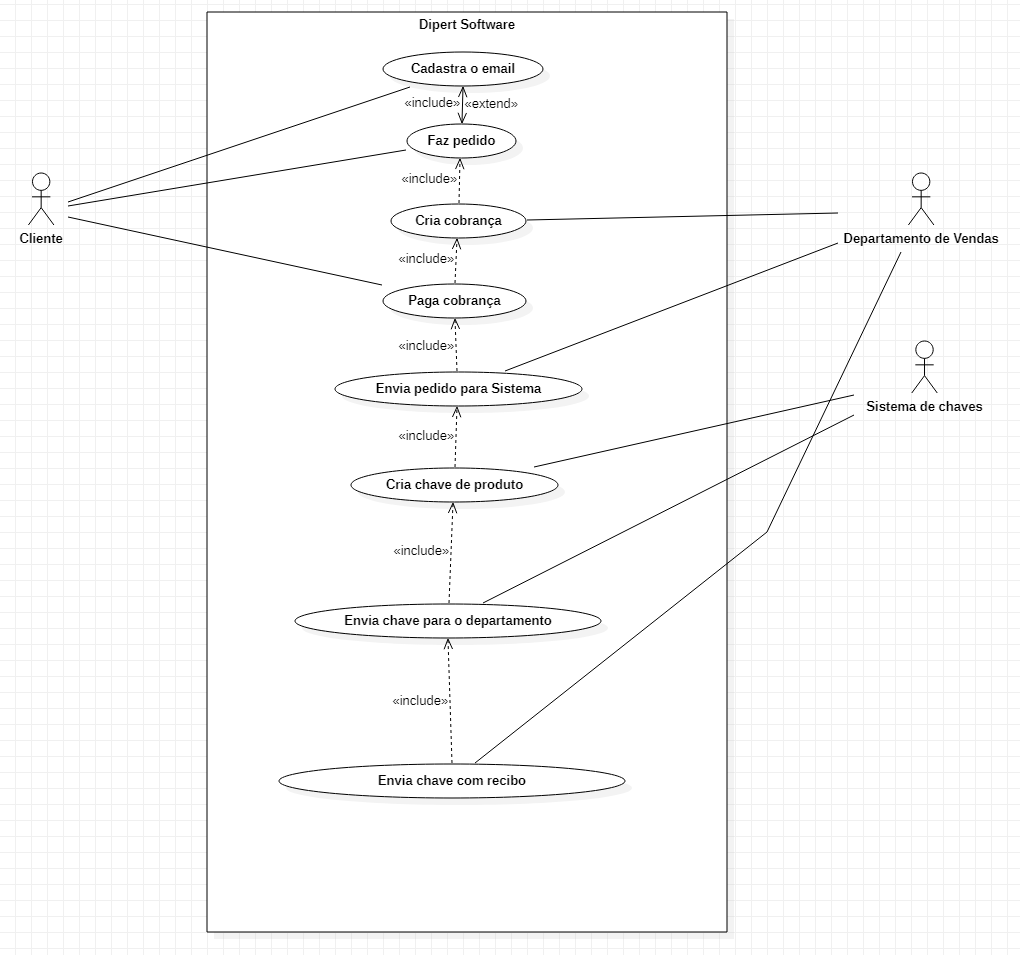 Dipert Software
Cadastra o email
«include» «extend»
Faz pedido
«include»
Cria cobrança
Cliente
Departamento de Vendas
«include»
Paga cobrança
«include»
Envia pedido para Sistema
Sistema de chaves
«include»
Cria chave de produto
«include»
Envia chave para o departamento
«include»
Envia chave com recibo